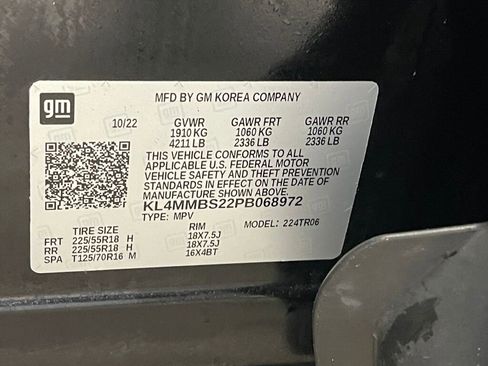 gm
MFD BY GM KOREA COMPANY
10/22 GVWR GAWR FRT GAWR RR
1910 KG 1060 KG 1060 KG
4211 LB 2336 LB 2336 LB
THIS VEHICLE CONFORMS TO ALL
APPLICABLE U.S. FEDERAL MOTOR
VEHICLE SAFETY AND THEFT PREVENTATION
STANDARDS IN EFFECT ON THE DATE OF
MANUFACTURE SHOWN ABOVE.
KL4MMBS22PB068972
TYPE: MPV MODEL: 224TR06
TIRE SIZE RIM
FRT 225/55R18 H 18X7.5J
RR 225/55R18 H 18X7.5J
SPA T125/70R16 M 16X4BT